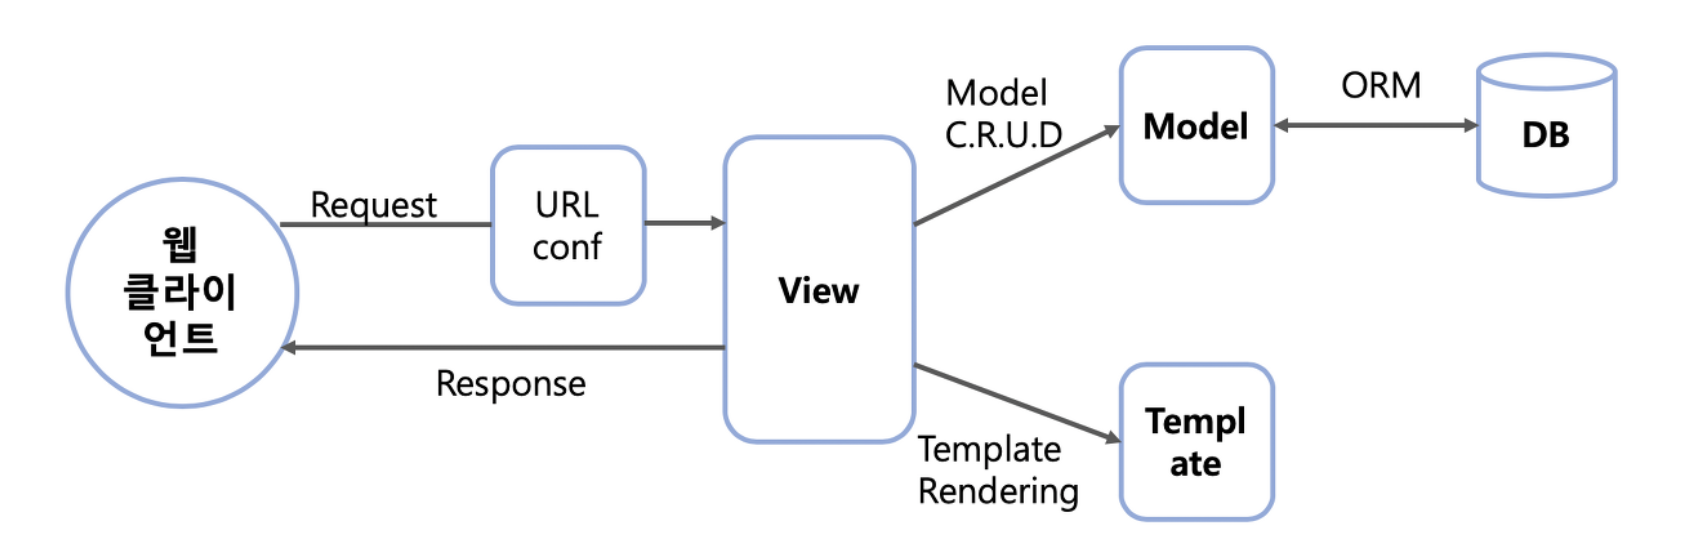 웹
클라이
언트
Request
URL
conf
View
Response
Model
C.R.U.D
Model
ORM
DB
Template
Rendering
Templ
ate